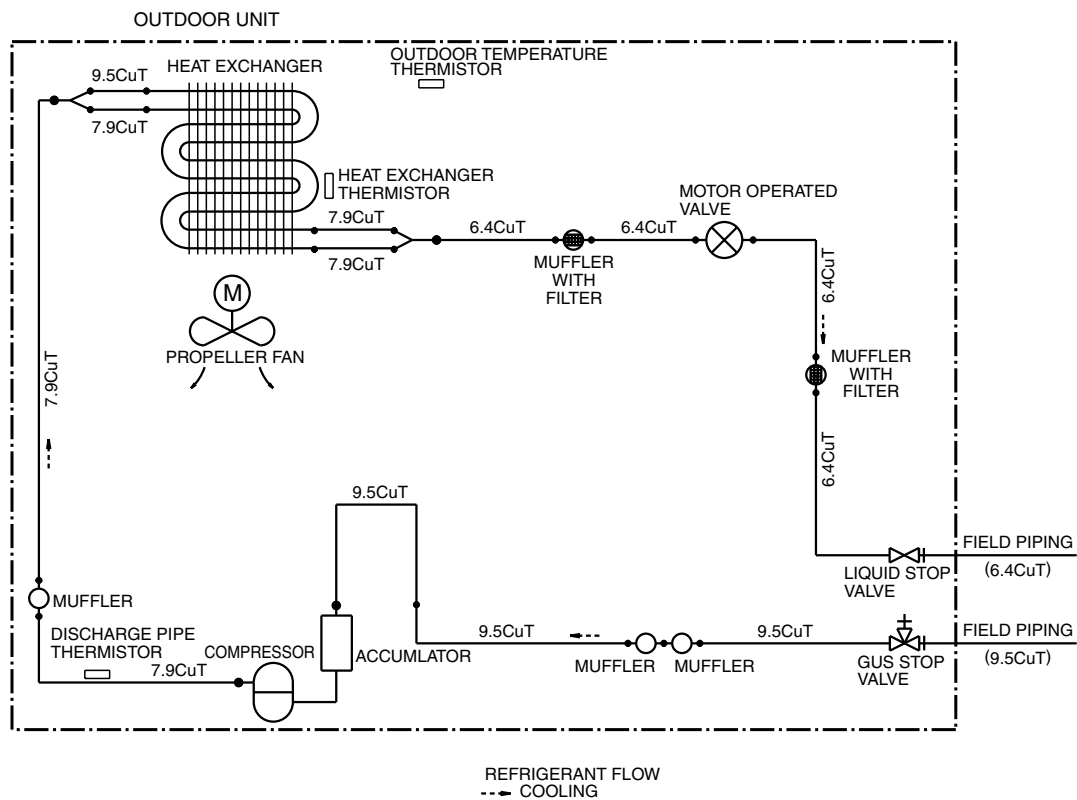 OUTDOOR UNIT
OUTDOOR TEMPERATURE
THERMISTOR
HEAT EXCHANGER
9.5CuT
7.9CuT
HEAT EXCHANGER
THERMISTOR
7.9CuT
7.9CuT
6.4CuT
MUFFLER
WITH
FILTER
6.4CuT
MOTOR OPERATED
VALVE
6.4CuT
M
PROPELLER FAN
MUFFLER
WITH
FILTER
7.9CuT
6.4CuT
9.5CuT
LIQUID STOP
VALVE
FIELD PIPING
(6.4CuT)
MUFFLER
DISCHARGE PIPE
THERMISTOR
7.9CuT
COMPRESSOR
ACCUMLATOR
9.5CuT
MUFFLER
MUFFLER
9.5CuT
GUS STOP
VALVE
FIELD PIPING
(9.5CuT)
REFRIGERANT FLOW
COOLING